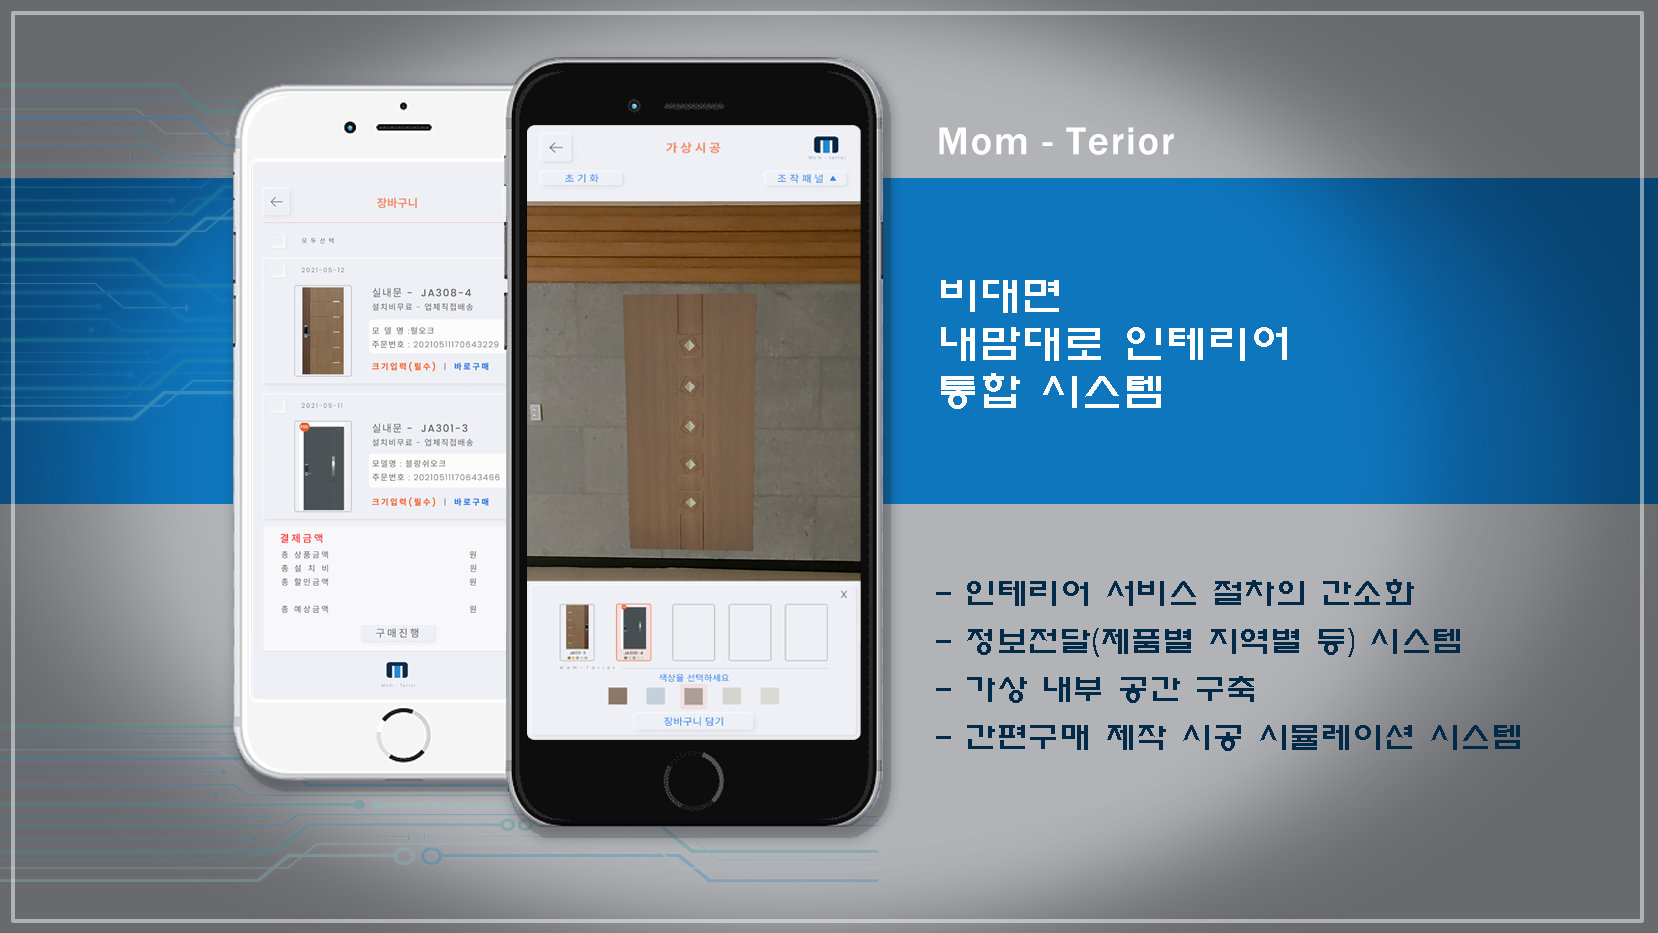 장바구니
모두선택
2021-05-12
실내문 - JA308-4
설치비무료 - 업체직접배송
모 델 명 :펄오크
주문번호 : 20210511170643229
크기입력(필수) | 바로구매
2021-05-11
실내문 - JA301-3
설치비무료 - 업체직접배송
모델명 : 블랑쉬오크
주문번호 : 20210511170643466
크기입력(필수) | 바로구매
결제금액
총 상품금액 원
총 설 치 비 원
총 할인금액 원
총 예상금액 원
구매진행
Mom - Terior
가상시공
Mom - Terior
초기화
조작패널 ▲
X
JA308-4
mom-Terior
색상을 선택하세요
장바구니 담기
Mom - Terior
비대면
내맘대로 인테리어
통합 시스템
- 인테리어 서비스 절차의 간소화
- 정보전달(제품별 지역별 등) 시스템
- 가상 내부 공간 구축
- 간편구매 제작 시공 시뮬레이션 시스템